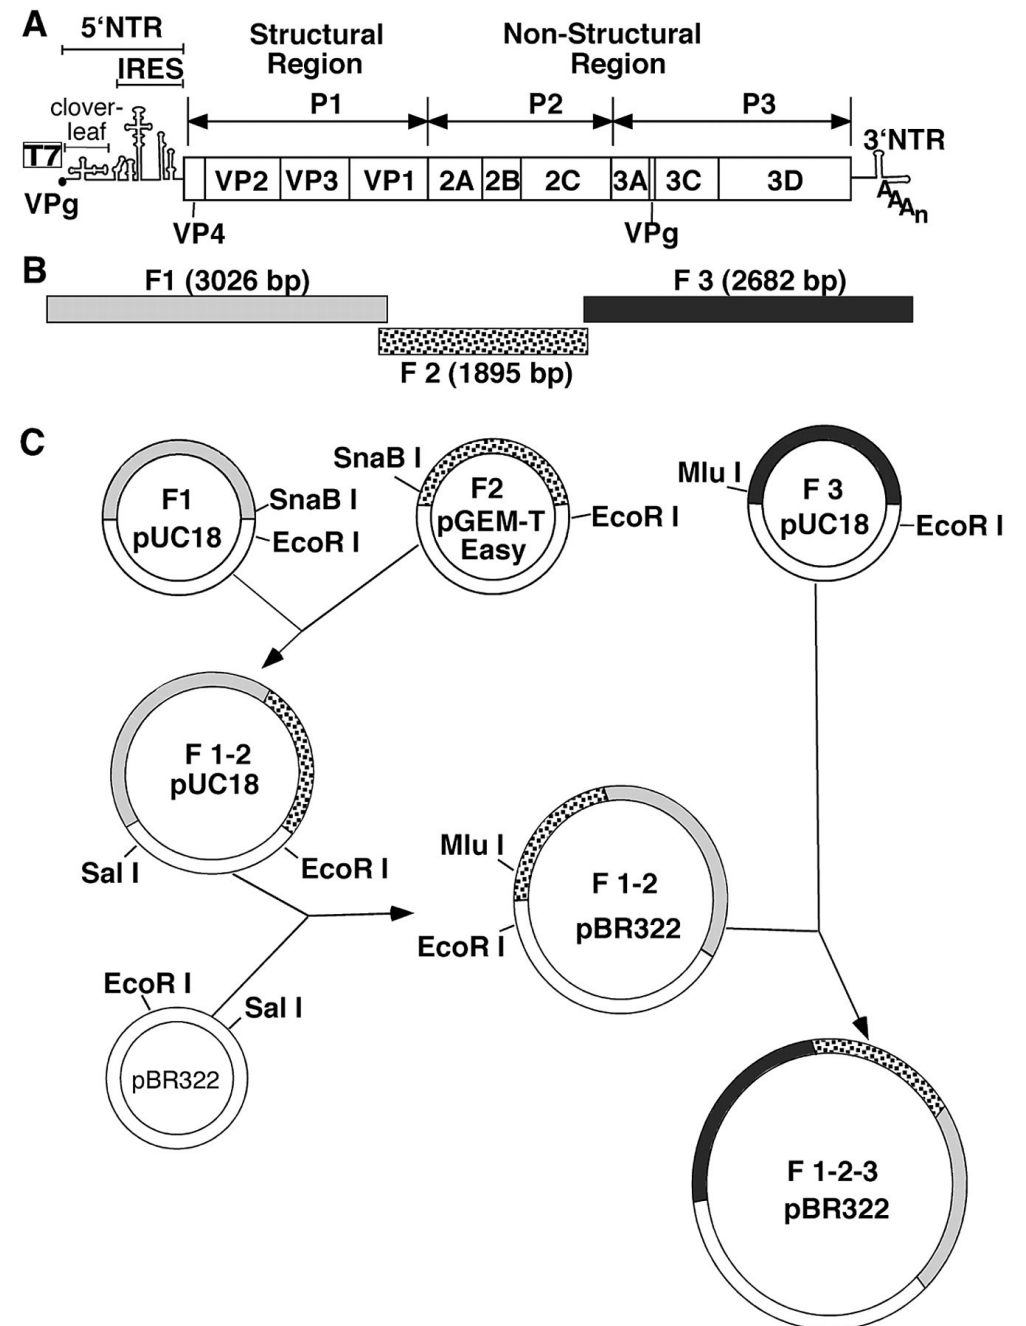 A
5‘NTR
Structural
Region
Non-Structural
Region
IRES
clover-
leaf
P1
P2
P3
3‘NTR
T7
VPg
VP2
VP3
VP1
2A
2B
2C
3A
3C
3D
AAAn
VP4
VPg
B
F1 (3026 bp)
F 3 (2682 bp)
F 2 (1895 bp)
C
F1
pUC18
SnaB I
EcoR I
SnaB I
F2
pGEM-T
Easy
EcoR I
Mlu I
F 3
pUC18
EcoR I
F 1-2
pUC18
Sal I
EcoR I
Mlu I
F 1-2
pBR322
EcoR I
EcoR I
Sal I
pBR322
F 1-2-3
pBR322